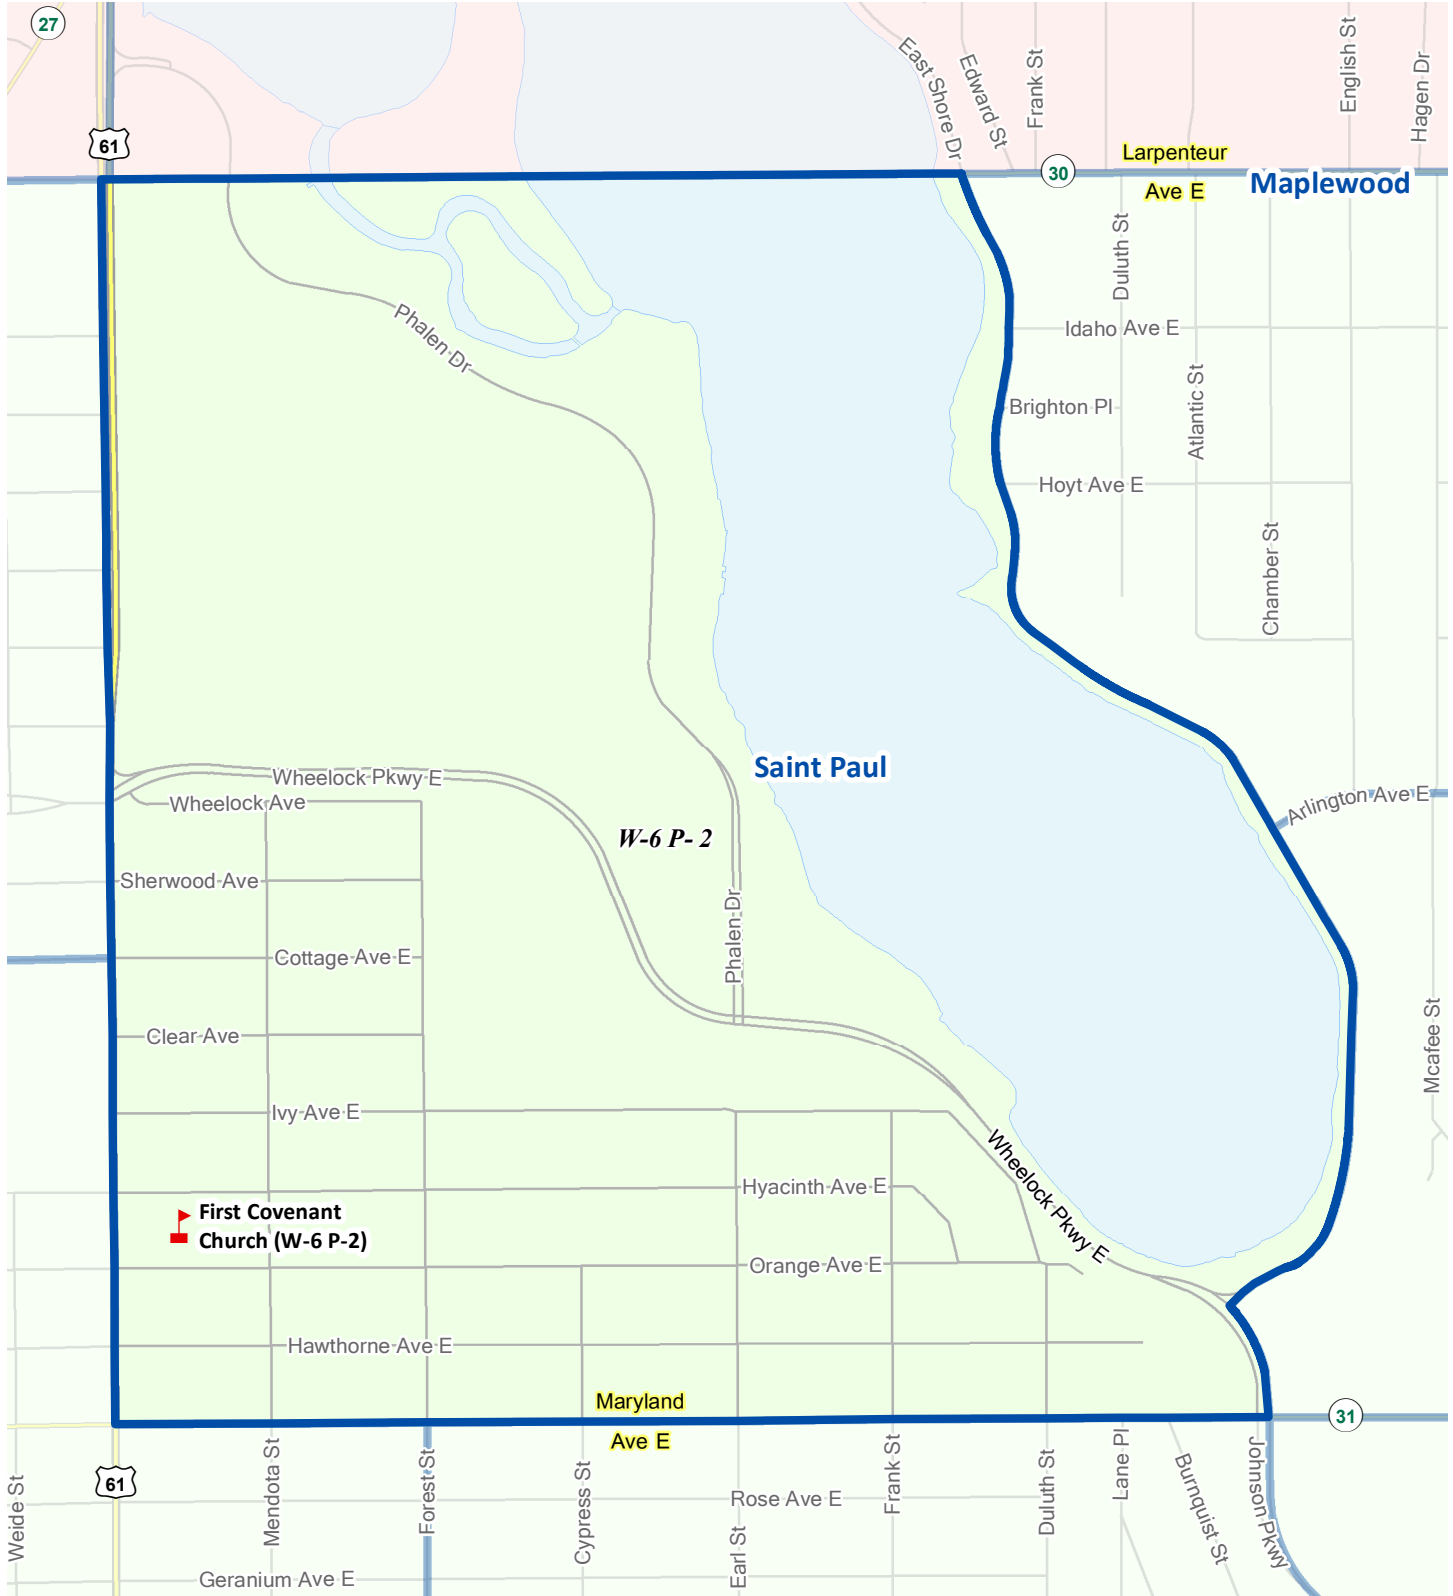 27
61
East Shore Dr
Edward St
Frank St
English St
Hagen Dr
Larpenteur
Ave E
30
Maplewood
Duluth St
Idaho Ave E
Phalen Dr
Atlantic St
Brighton Pl
Hoyt Ave E
Chamber St
Saint Paul
Wheelock Pkwy E
Wheelock Ave
Arlington Ave E
W-6 P- 2
Sherwood Ave
Phalen Dr
Cottage Ave E
Clear Ave
Mcafee St
Ivy Ave E
Wheelock Pkwy E
Hyacinth Ave E
First Covenant
Church (W-6 P-2)
Orange Ave E
Hawthorne Ave E
Maryland
Ave E
31
61
Weide St
Mendota St
Forest St
Cypress St
Rose Ave E
Earl St
Frank St
Duluth St
Lane Pl
Burnquist St
Johnson Pkwy
Geranium Ave E